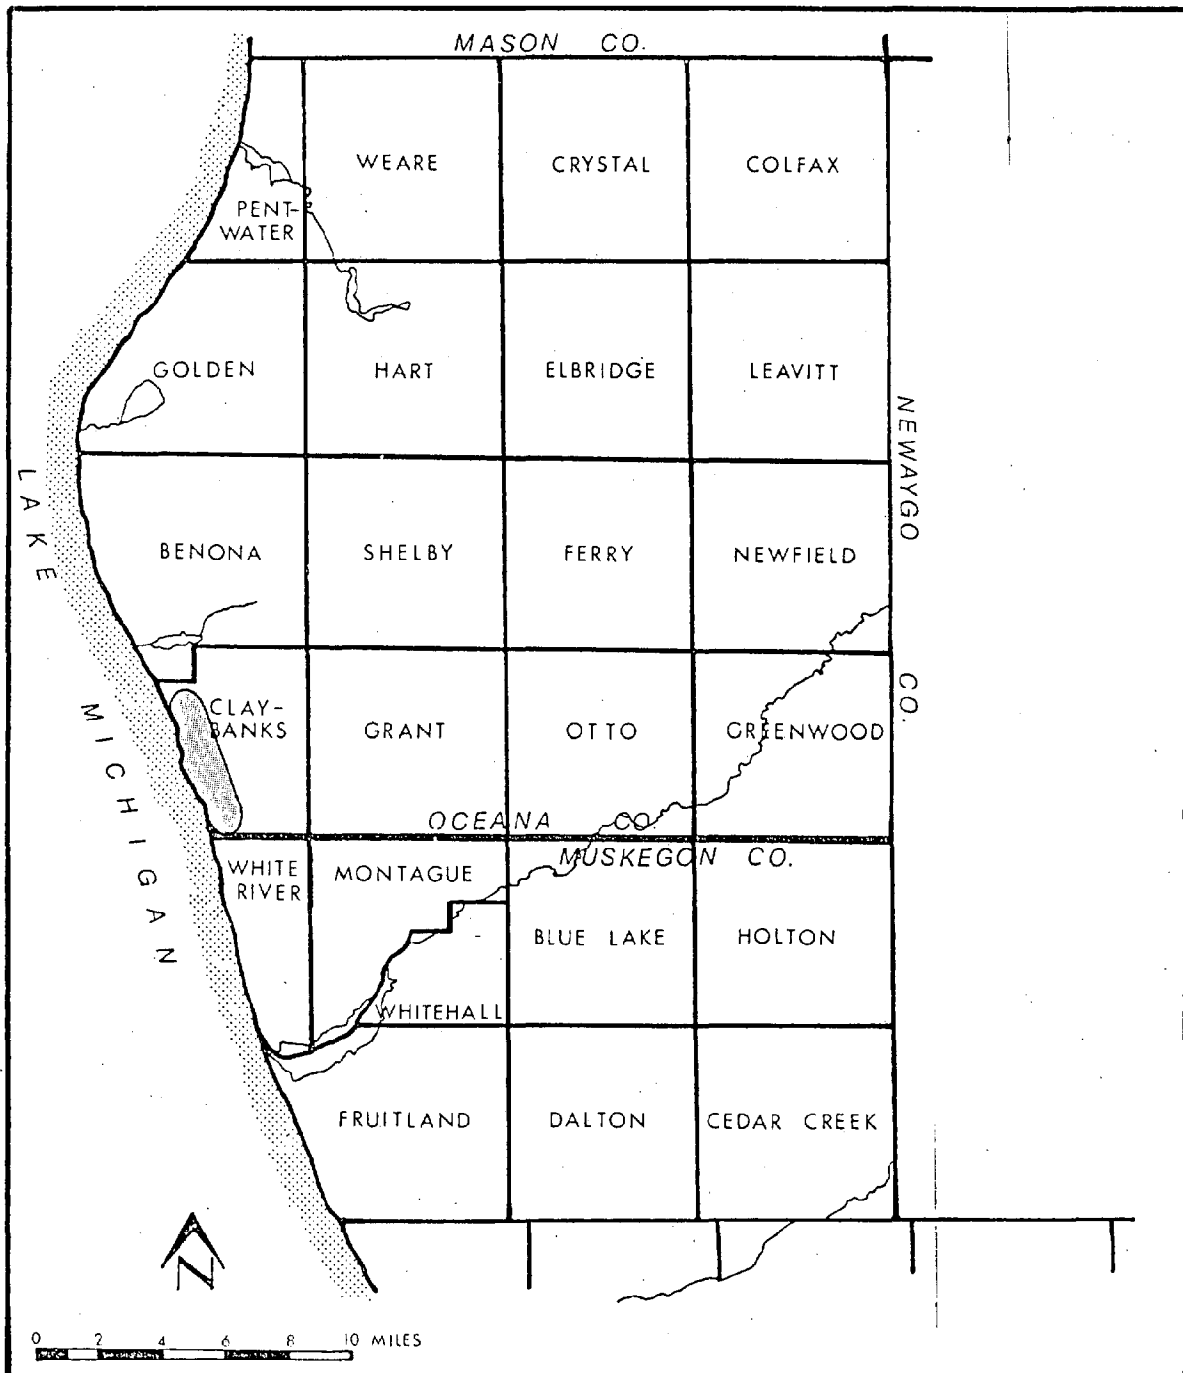 MASON CO.
WEARE
CRYSTAL
COLFAX
PENT-
WATER
GOLDEN
HART
ELBRIDGE
LEAVITT
NEWAYGO CO.
LAKE MICHIGAN
BENONA
SHELBY
FERRY
NEWFIELD
CLAY-
BANKS
GRANT
OTTO
GREENWOOD
OCEANA CO.
MUSKEGON CO.
WHITE
RIVER
MONTAGUE
BLUE LAKE
HOLTON
WHITEHALL
FRUITLAND
DALTON
CEDAR CREEK
N
0 2 4 6 8 10 MILES